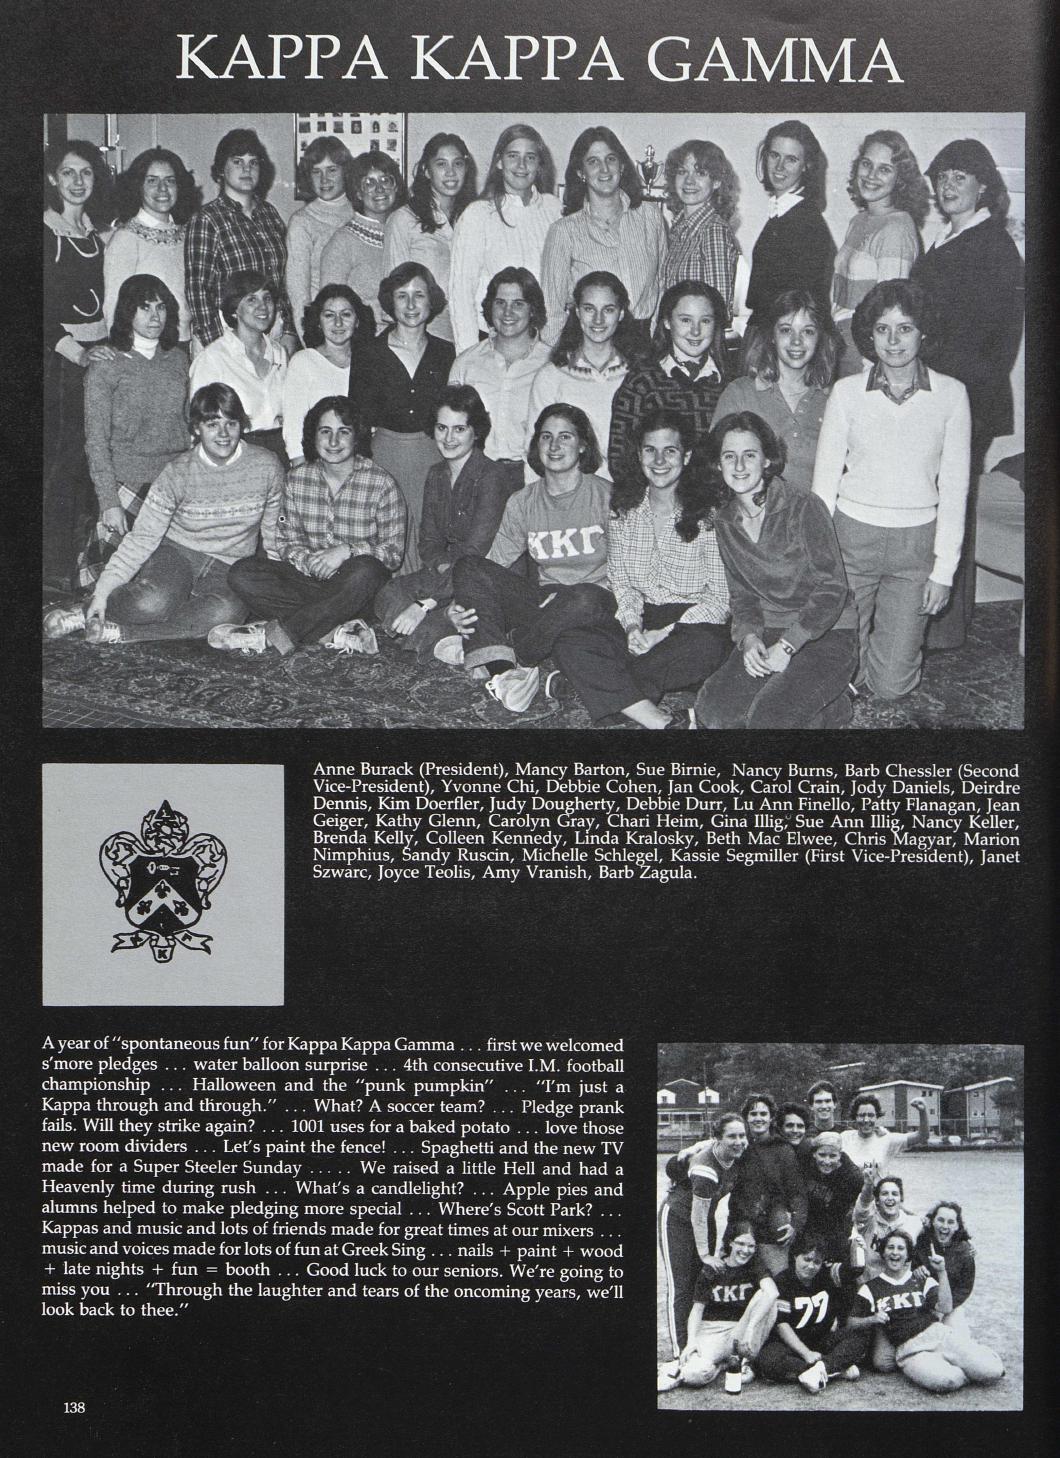 KAPPA KAPPA GAMMA
KKΓ
Anne Burack (President), Mancy Barton, Sue Birnie, Nancy Burns, Barb Chessler (Second
Vice-President), Yvonne Chi, Debbie Cohen, Jan Cook, Carol Crain, Jody Daniels, Deirdre
Dennis, Kim Doerfler, Judy Dougherty, Debbie Durr, Lu Ann Finello, Patty Flanagan, Jean
Geiger, Kathy Glenn, Carolyn Gray, Chari Heim, Gina Illig, Sue Ann Illig, Nancy Keller,
Brenda Kelly, Colleen Kennedy, Linda Kralosky, Beth Mac Elwee, Chris Magyar, Marion
Nimphius, Sandy Ruscin, Michelle Schlegel, Kassie Segmiller (First Vice-President), Janet
Szwarc, Joyce Teolis, Amy Vranish, Barb Zagula.
K K Γ
A year of "spontaneous fun" for Kappa Kappa Gamma . . . first we welcomed
s'more pledges . . . water balloon surprise . . . 4th consecutive I.M. football
championship . . . Halloween and the "punk pumpkin" . . . "I'm just a
Kappa through and through." . . . What? A soccer team? . . . Pledge prank
fails. Will they strike again? . . . 1001 uses for a baked potato . . . love those
new room dividers . . . Let's paint the fence! . . . Spaghetti and the new TV
made for a Super Steeler Sunday . . . . . We raised a little Hell and had a
Heavenly time during rush . . . What's a candlelight? . . . Apple pies and
alumns helped to make pledging more special . . . Where's Scott Park? . . .
Kappas and music and lots of friends made for great times at our mixers . . .
music and voices made for lots of fun at Greek Sing . . . nails + paint + wood
+ late nights + fun = booth . . . Good luck to our seniors. We're going to
miss you . . . "Through the laughter and tears of the oncoming years, we'll
look back to thee."
KKΓ
77
KKΓ
138